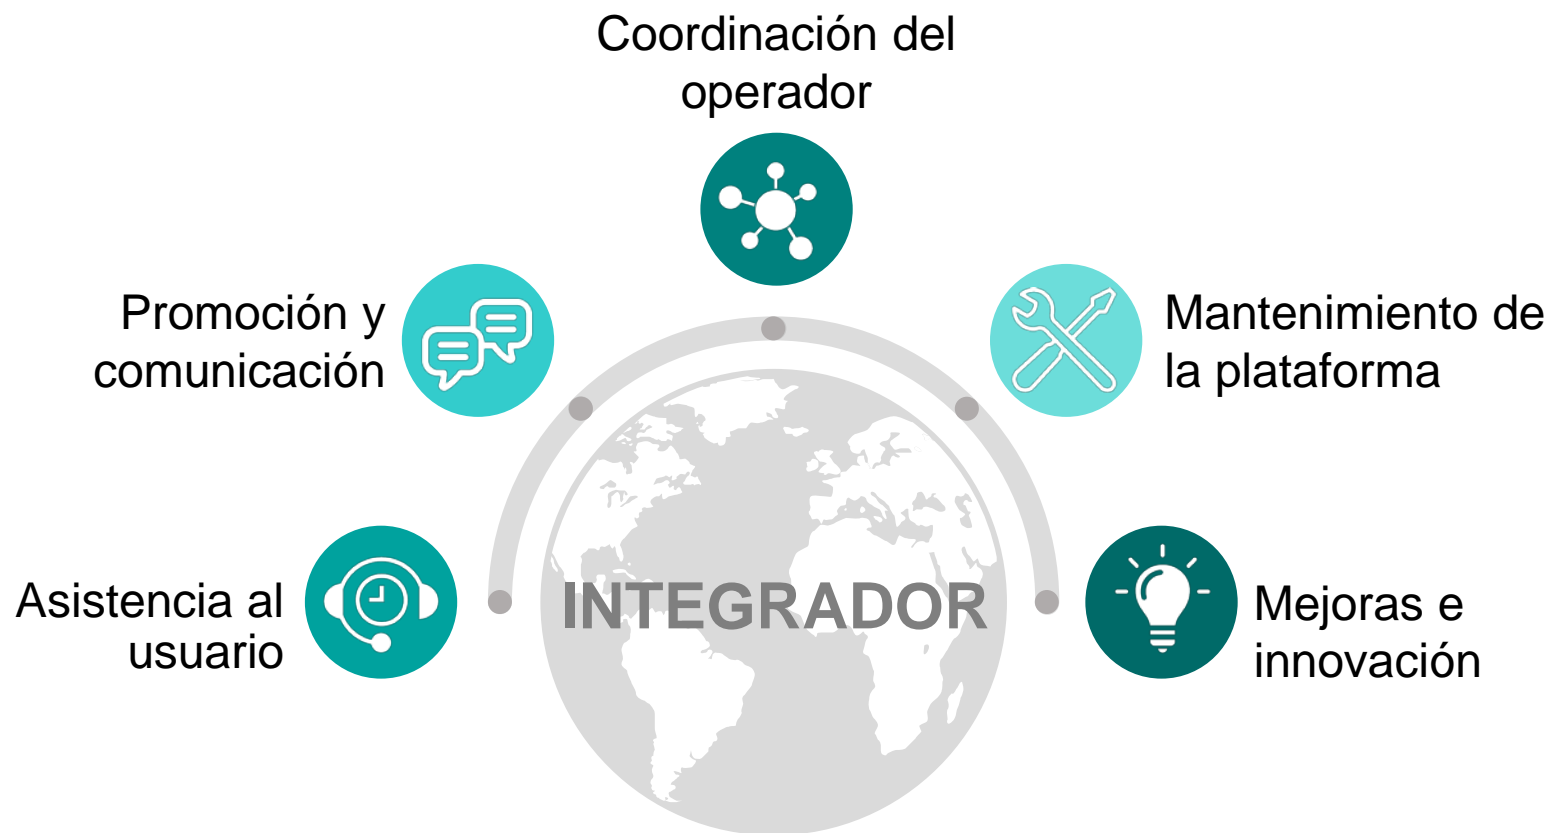 Coordinación del
operador
Promoción y
comunicación
Mantenimiento de
la plataforma
Asistencia al
usuario
INTEGRADOR
Mejoras e
innovación